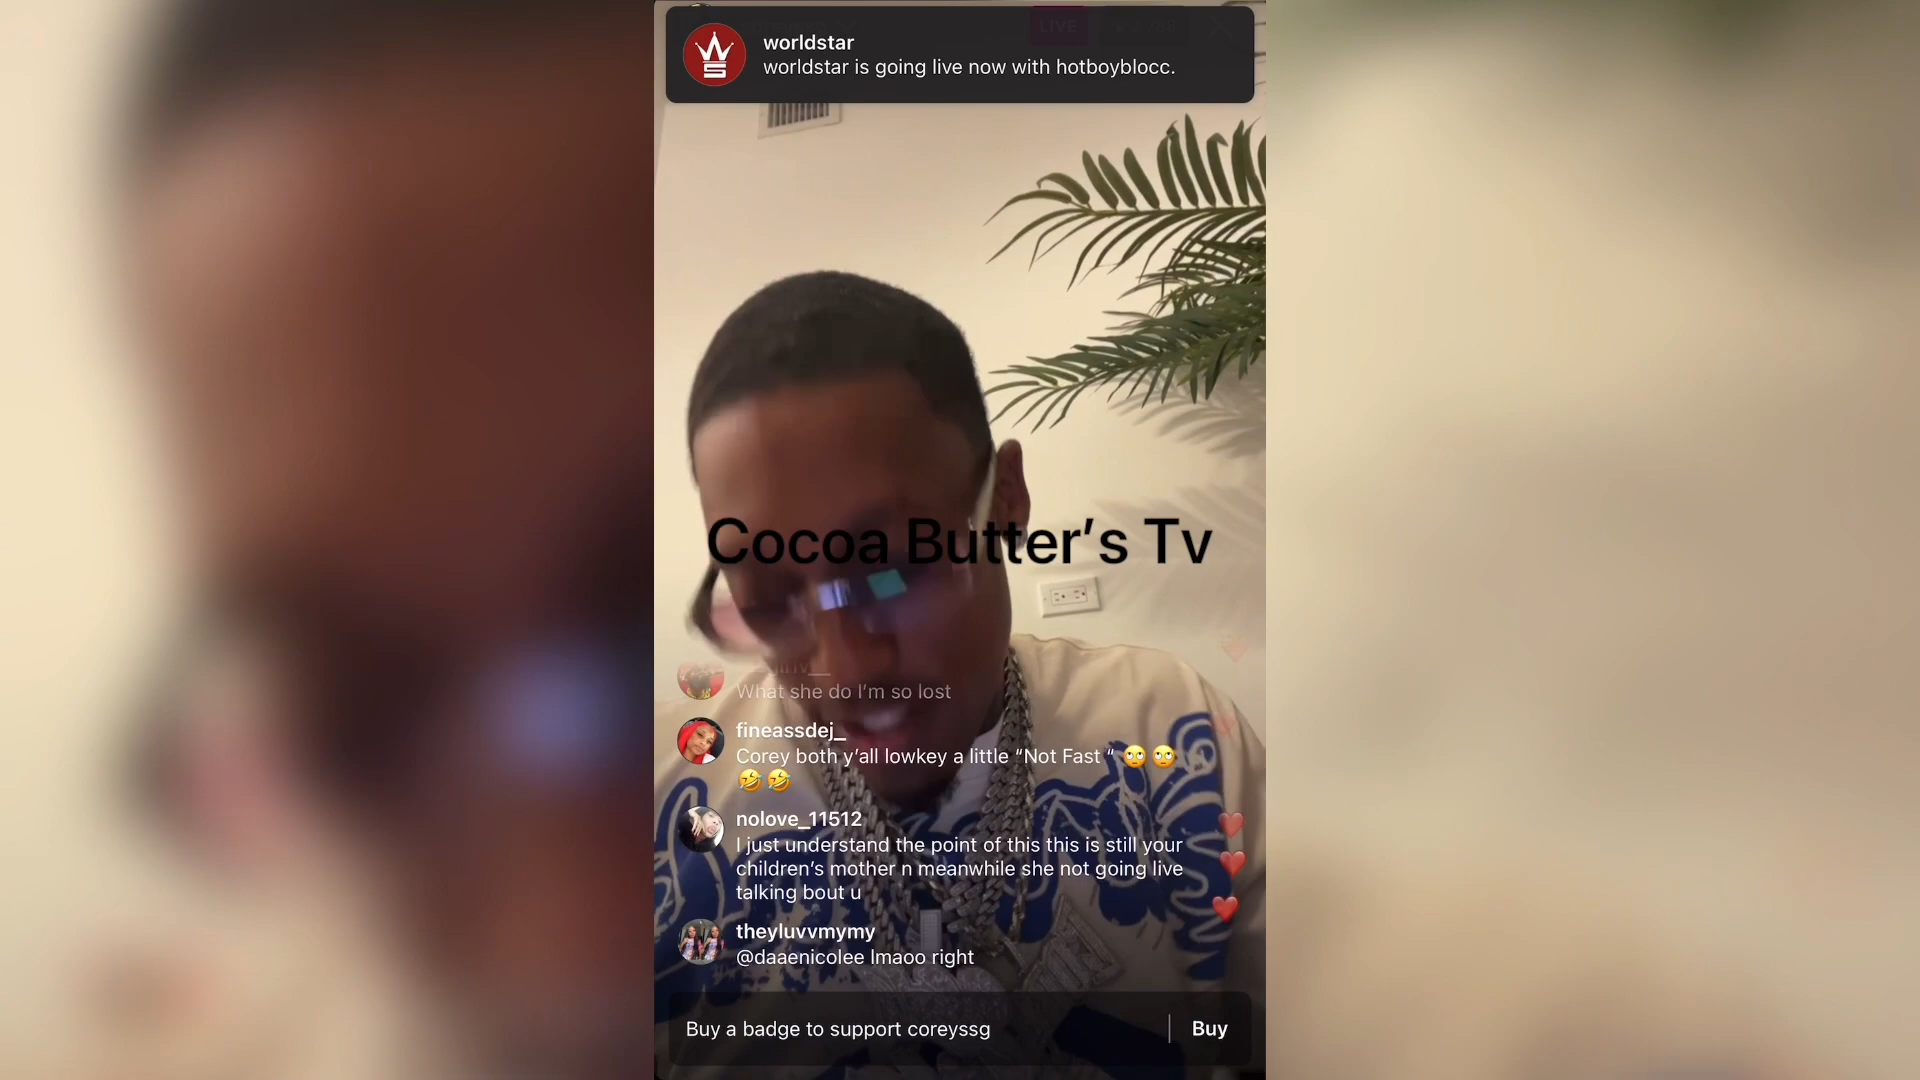 LIVE
worldstar
worldstar is going live now with hotboyblocc.
Cocoa Butter’s Tv
What she do I’m so lost
fineassdej_
Corey both y’all lowkey a little “Not Fast “ 🙄🙄
🤣🤣
nolove_11512
I just understand the point of this this is still your
children’s mother n meanwhile she not going live
talking bout u
theyluvvmymy
@daaenicolee lmaoo right
Buy a badge to support coreyssg
Buy